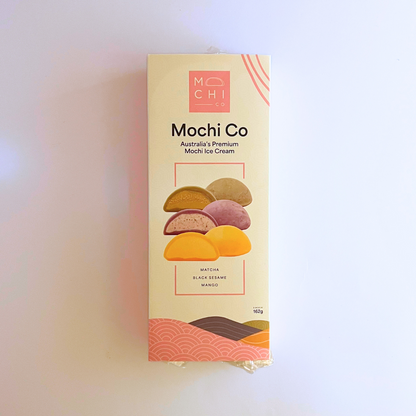 MO
CHI
CO
Mochi Co
Australia's Premium
Mochi Ice Cream
MATCHA
BLACK SESAME
MANGO
162g